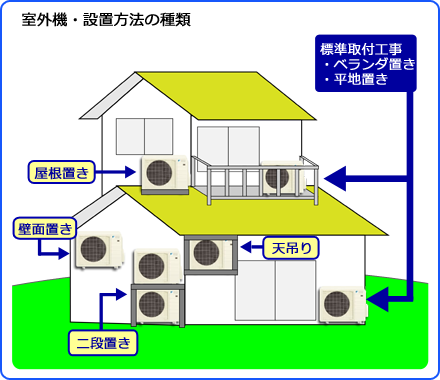 室外機・設置方法の種類
標準取付工事
・ベランダ置き
・平地置き
屋根置き
壁面置き
天吊り
二段置き